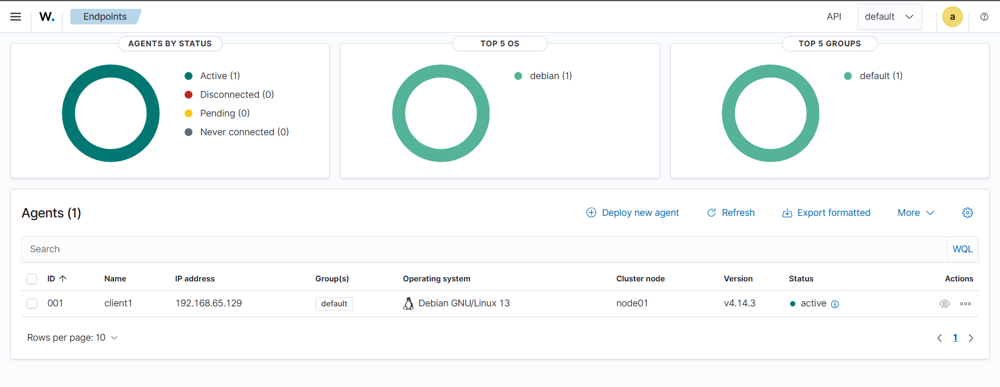 W. Endpoints API default a
AGENTS BY STATUS
Active (1)
Disconnected (0)
Pending (0)
Never connected (0)
TOP 5 OS
debian (1)
TOP 5 GROUPS
default (1)
Agents (1) Deploy new agent Refresh Export formatted More
Search WQL
ID Name IP address Group(s) Operating system Cluster node Version Status Actions
001 client1 192.168.65.129 default Debian GNU/Linux 13 node01 v4.14.3 active
Rows per page: 10 1